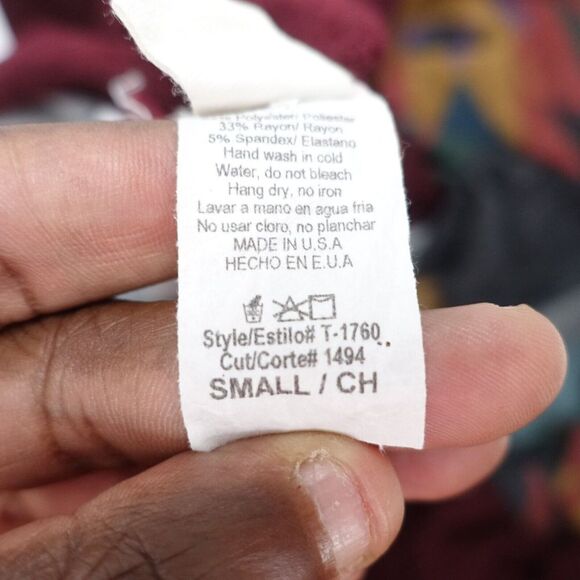 % Polyester/ Poliester
33% Rayon/ Rayon
5% Spandex/ Elastano
Hand wash in cold
Water, do not bleach
Hang dry, no iron
Lavar a mano en agua fria
No usar cloro, no planchar
MADE IN U.S.A
HECHO EN E.U.A
Style/Estilo# T-1760
Cut/Corte# 1494
SMALL / CH